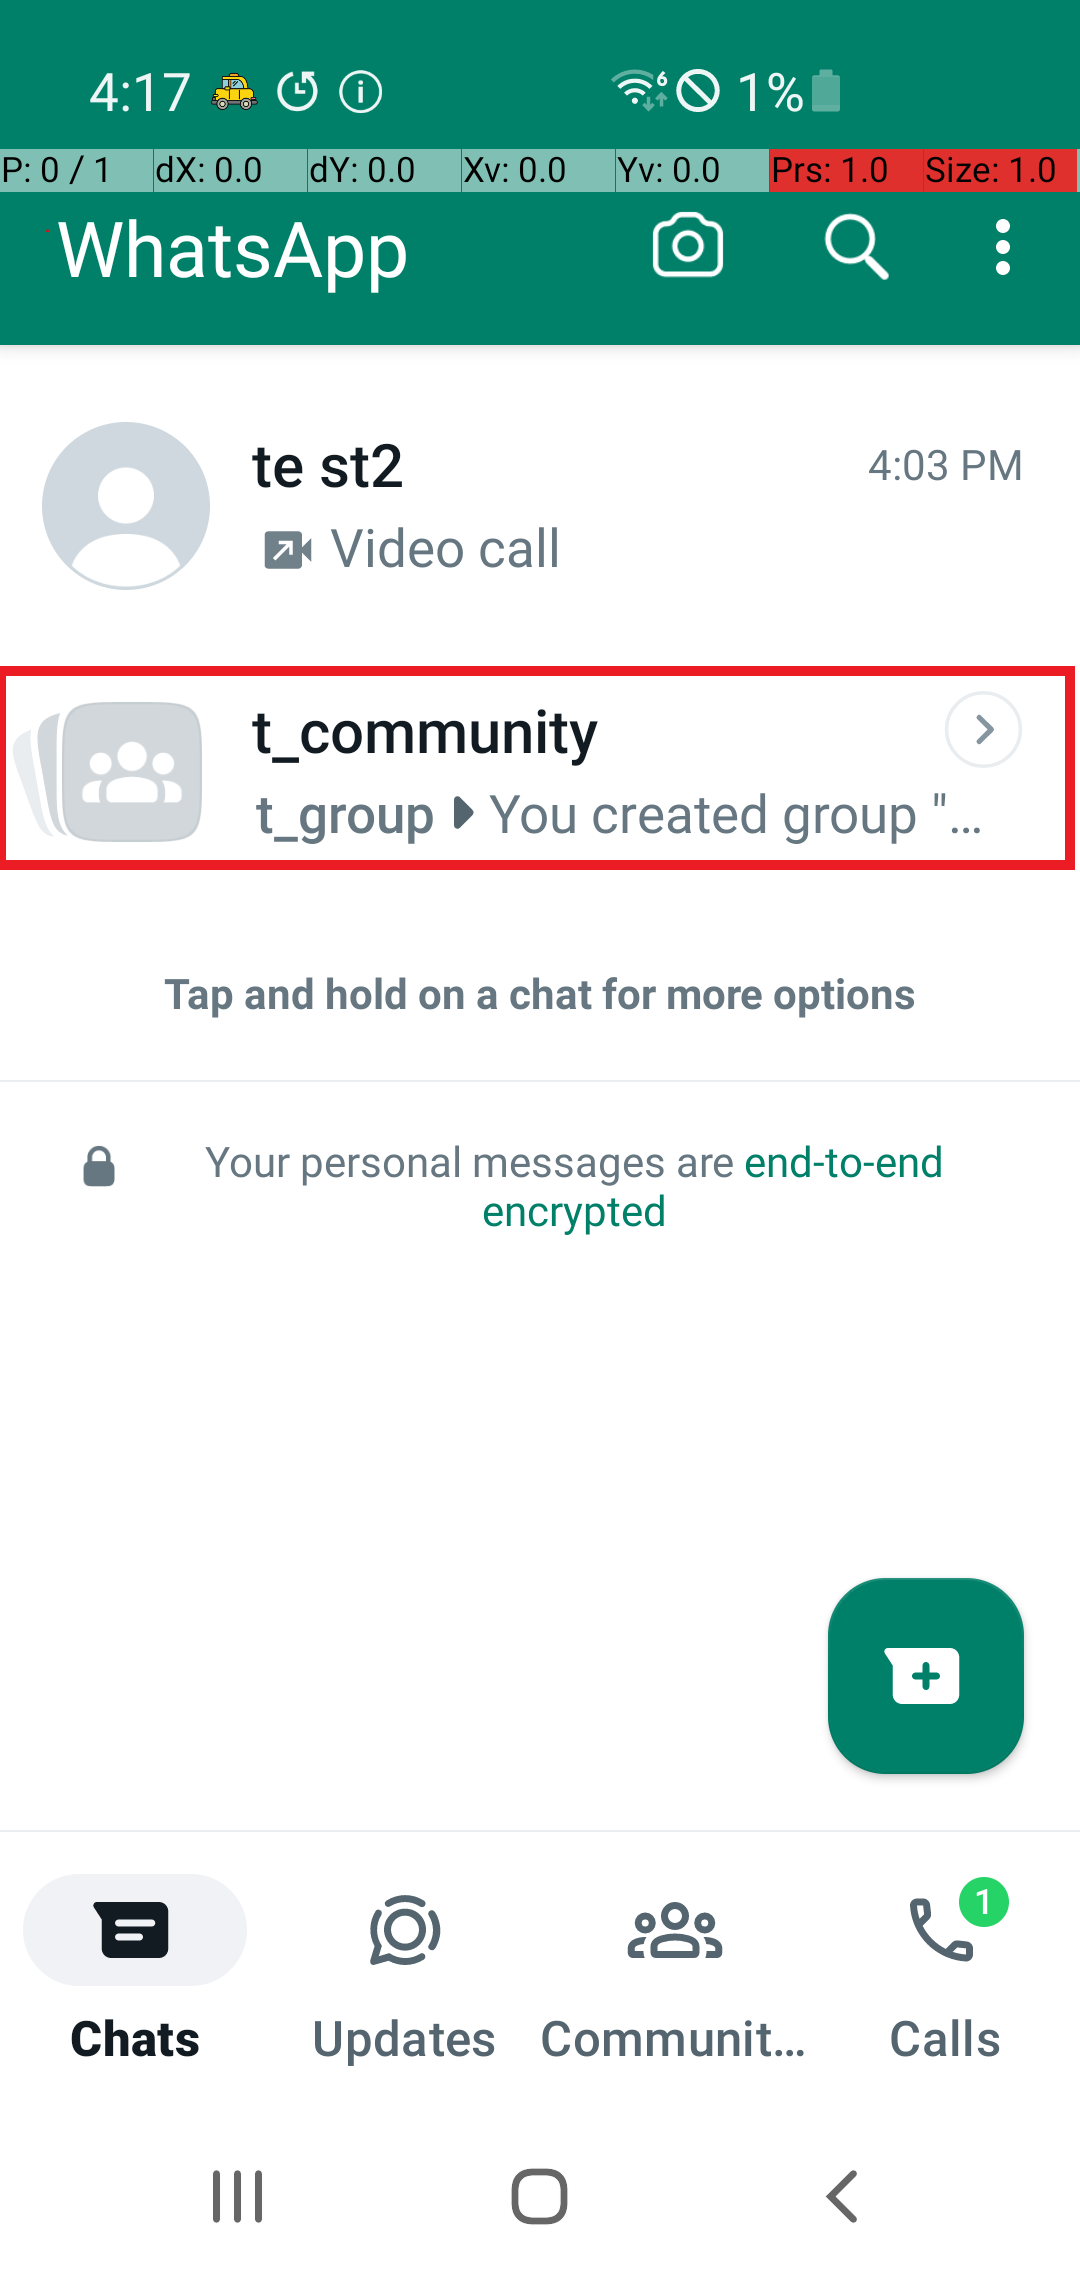 4:17 6 1%
P: 0 / 1 dX: 0.0 dY: 0.0 Xv: 0.0 Yv: 0.0 Prs: 1.0 Size: 1.0
WhatsApp
te st2 4:03 PM
Video call
t_community
t_group You created group "...
Tap and hold on a chat for more options
Your personal messages are end-to-end
encrypted
1
Chats Updates Communit... Calls